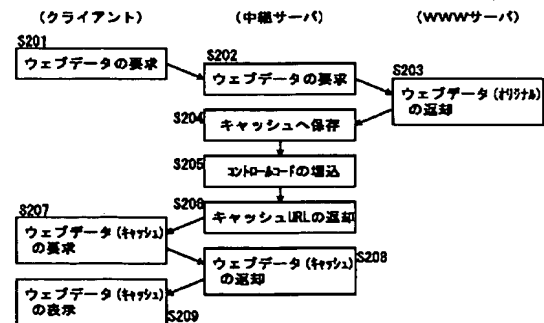 (クライアント) (中継サーバ) (WWWサーバ)
S201
ウェブデータの要求
S202
ウェブデータの要求
S203
ウェブデータ(オリジナル)
の返却
S204
キャッシュへ保存
S205
コントロールコードの埋込
S206
キャッシュURLの返却
S207
ウェブデータ(キャッシュ)
の要求
S208
ウェブデータ(キャッシュ)
の返却
ウェブデータ(キャッシュ)
の表示
S209